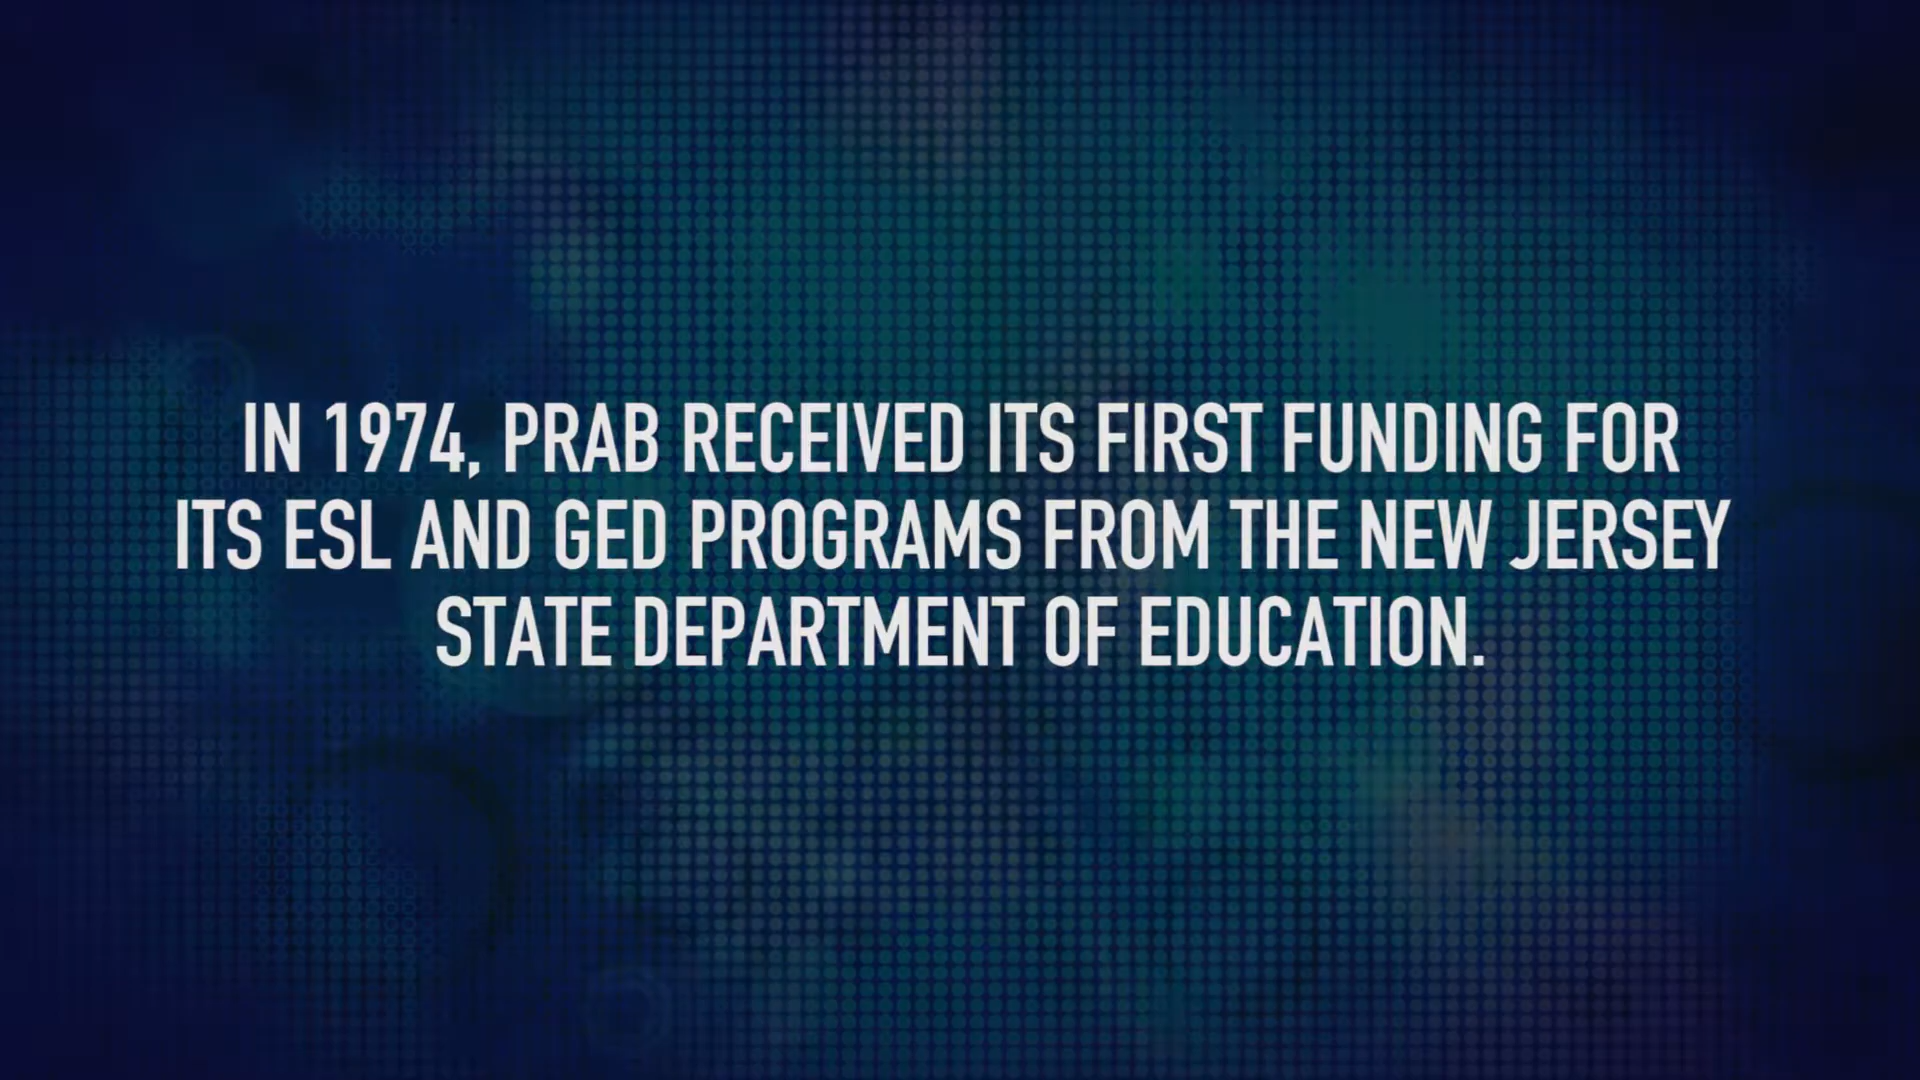 IN 1974, PRAB RECEIVED ITS FIRST FUNDING FOR
ITS ESL AND GED PROGRAMS FROM THE NEW JERSEY
STATE DEPARTMENT OF EDUCATION.